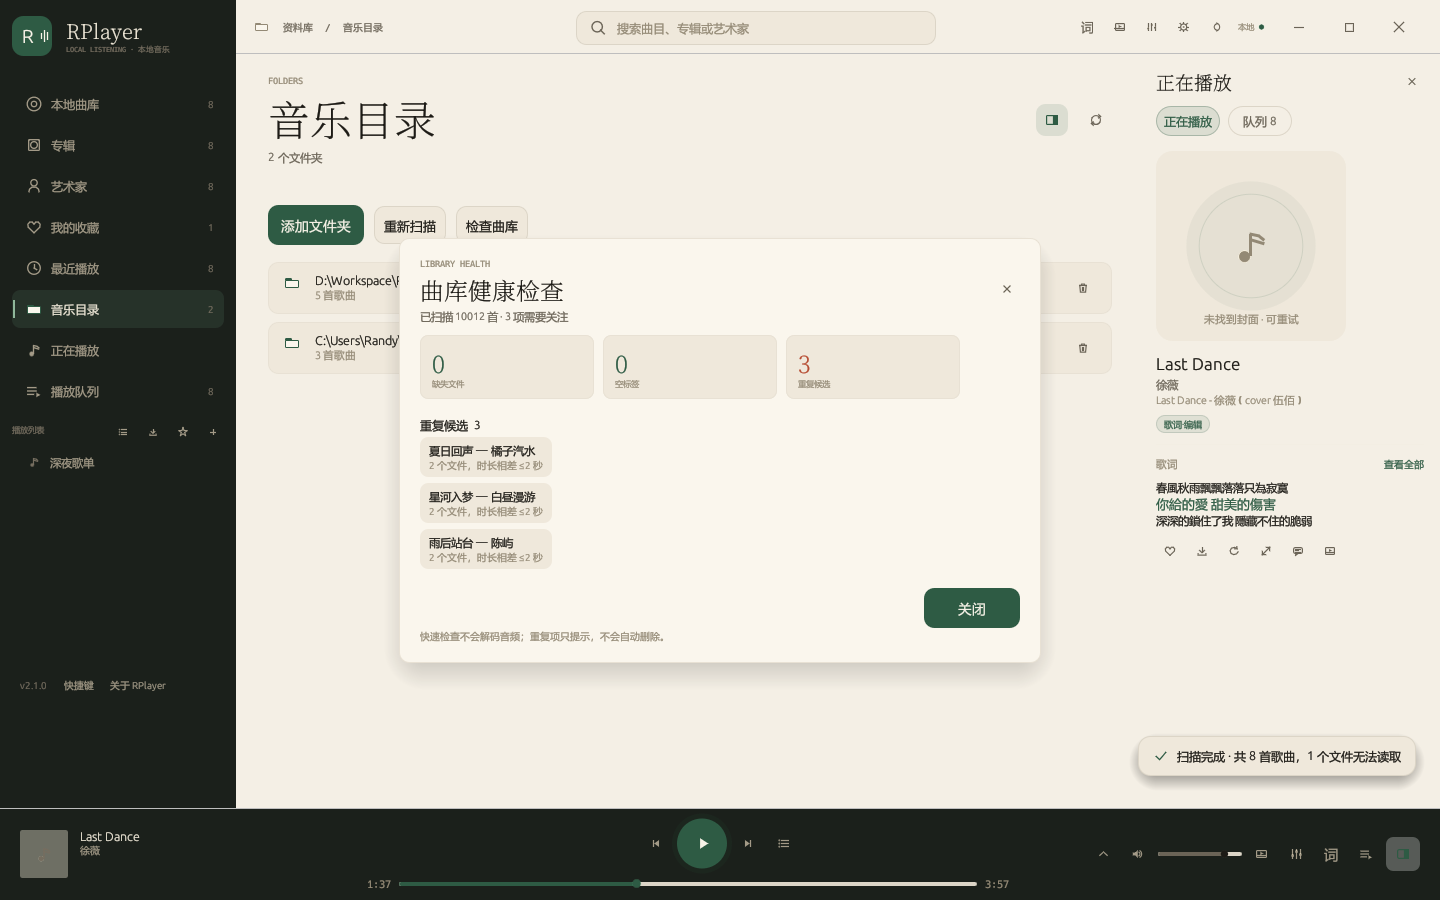 RPlayer
LOCAL LISTENING · 本地音乐
本地曲库 8
专辑 8
艺术家 8
我的收藏 1
最近播放 8
音乐目录 2
正在播放
播放队列 8
播放列表
深夜歌单
v2.1.0 快捷键 关于 RPlayer
资料库 / 音乐目录
搜索曲目、专辑或艺术家
词
本地
FOLDERS
音乐目录
2 个文件夹
添加文件夹 重新扫描 检查曲库
D:\Workspace\
5 首歌曲
C:\Users\Randy\
3 首歌曲
LIBRARY HEALTH
曲库健康检查
已扫描 10012 首 · 3 项需要关注
0
缺失文件
0
空标签
3
重复候选
重复候选 3
夏日回声 — 橘子汽水
2 个文件，时长相差 ≤2 秒
星河入梦 — 白昼漫游
2 个文件，时长相差 ≤2 秒
雨后站台 — 陈屿
2 个文件，时长相差 ≤2 秒
关闭
快速检查不会解码音频；重复项只提示，不会自动删除。
正在播放
正在播放 队列 8
未找到封面 · 可重试
Last Dance
徐薇
Last Dance - 徐薇 ( cover 伍佰 )
歌词·编辑
歌词 查看全部
春風秋雨飄飄落落只為寂寞
你給的愛 甜美的傷害
深深的鎖住了我 隱藏不住的脆弱
扫描完成 · 共 8 首歌曲，1 个文件无法读取
Last Dance
徐薇
1:37 3:57
词